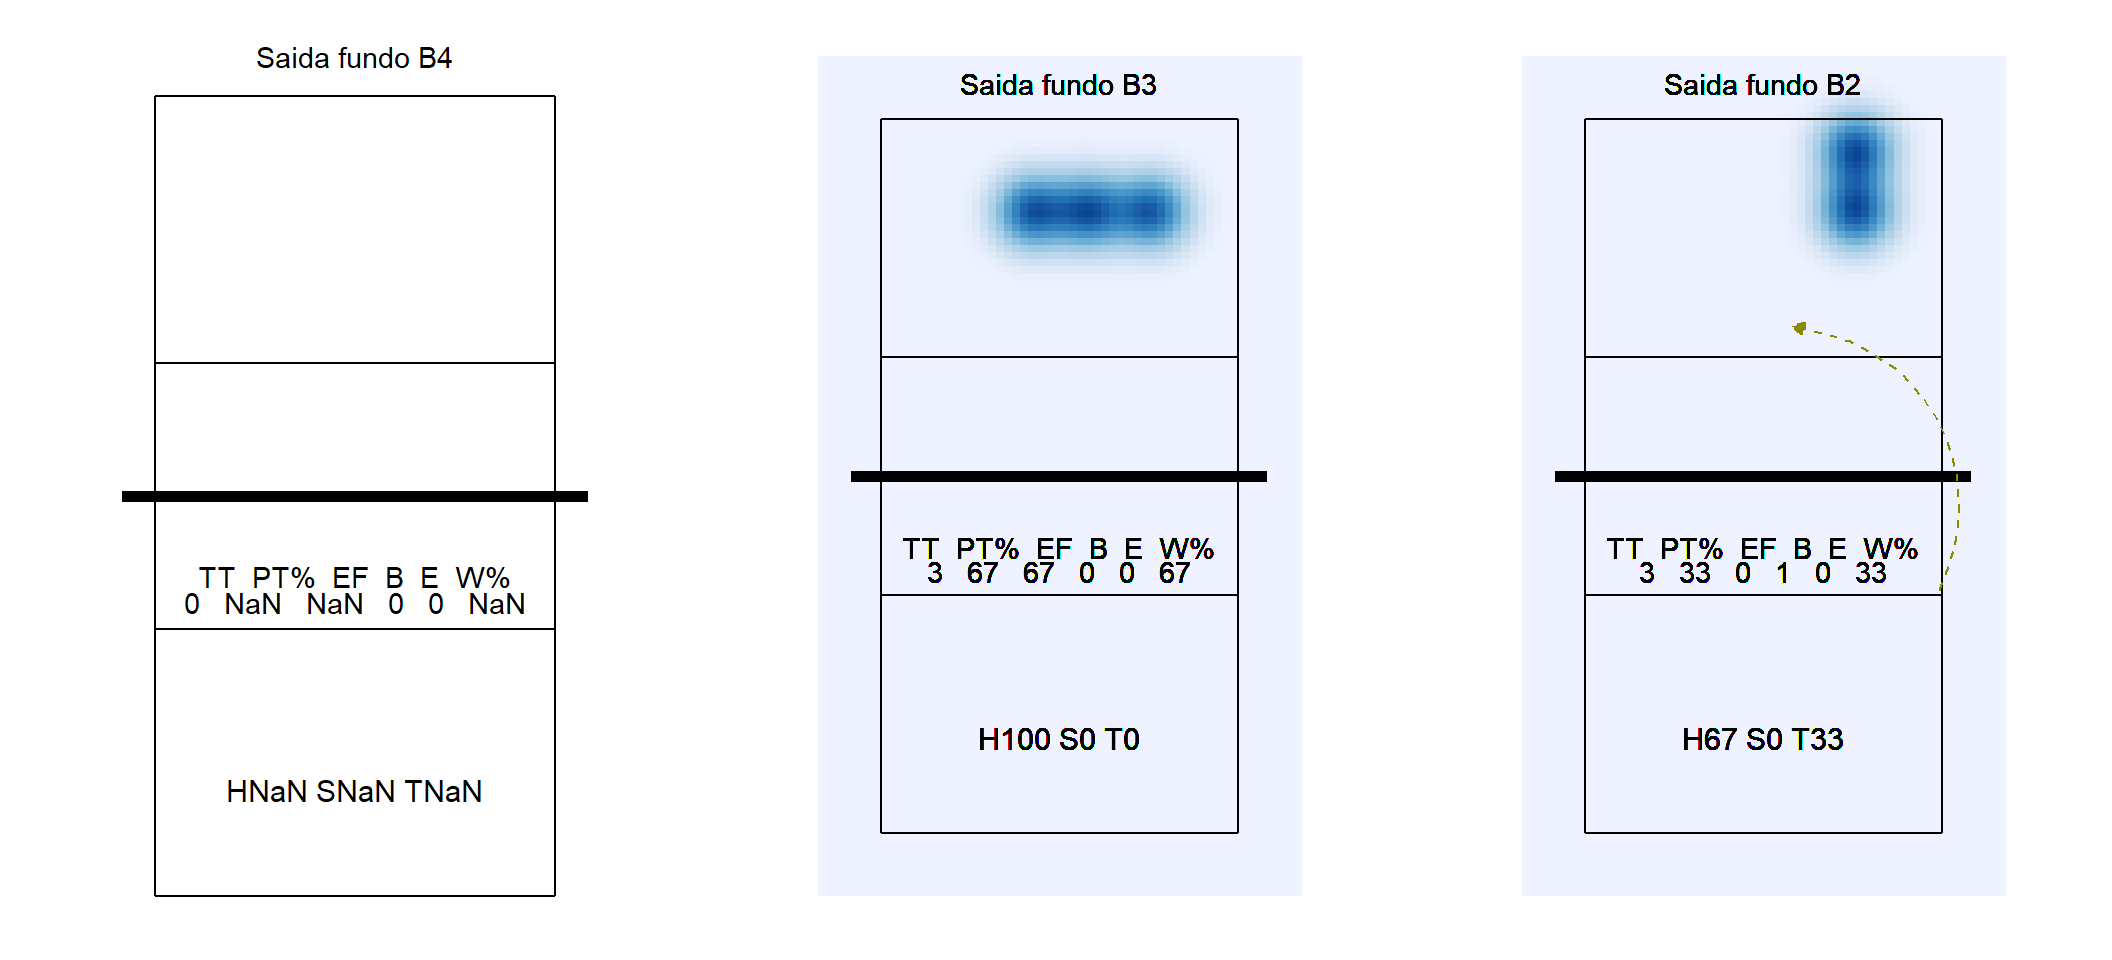 Saida fundo B4
TT PT% EF B E W%
0 NaN NaN 0 0 NaN
HNaN SNaN TNaN
Saida fundo B3
TT PT% EF B E W%
3 67 67 0 0 67
H100 S0 T0
Saida fundo B2
TT PT% EF B E W%
3 33 0 1 0 33
H67 S0 T33